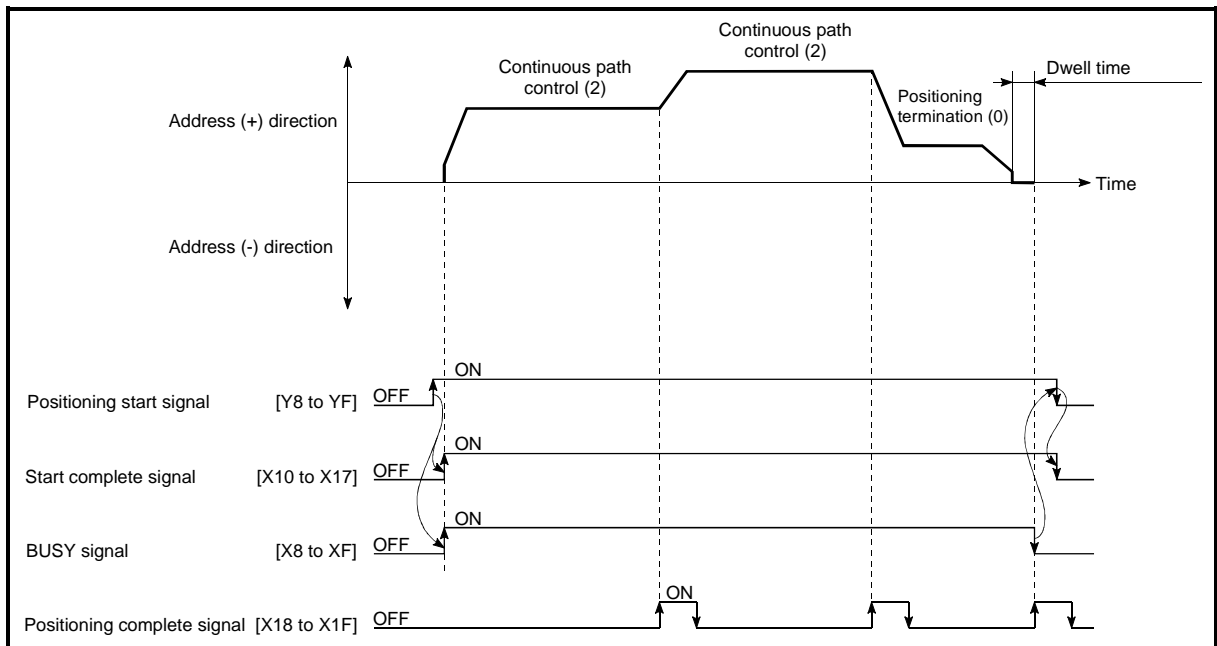 Continuous path
control (2)
Continuous path
control (2)
Dwell time
Positioning
termination (0)
Address (+) direction
Time
Address (-) direction
ON
Positioning start signal [Y8 to YF] OFF
ON
Start complete signal [X10 to X17] OFF
ON
BUSY signal [X8 to XF] OFF
ON
Positioning complete signal [X18 to X1F] OFF